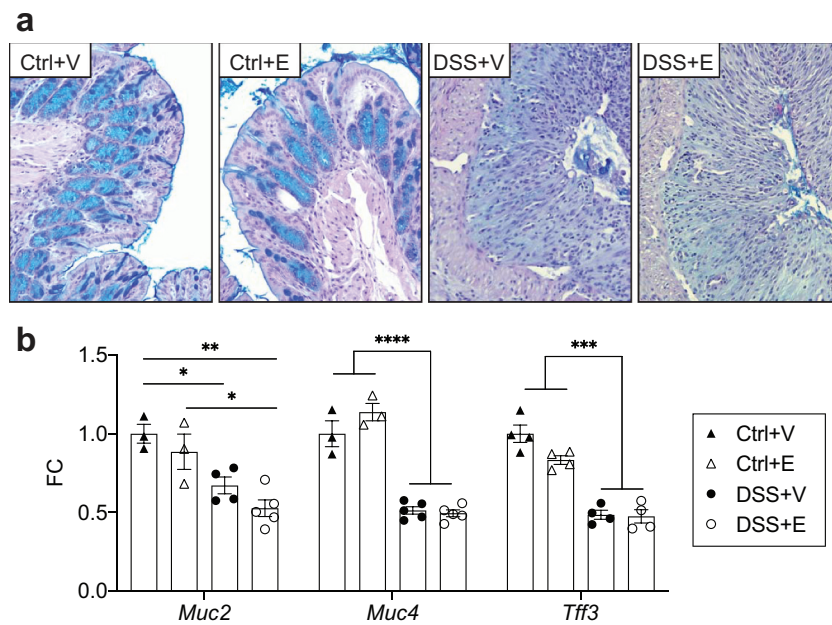 a
Ctrl+V Ctrl+E DSS+V DSS+E
b
** 
* 
* 
****
***
1.5
1.0
0.5
0.0
FC
Muc2 Muc4 Tff3
Ctrl+V
Ctrl+E
DSS+V
DSS+E